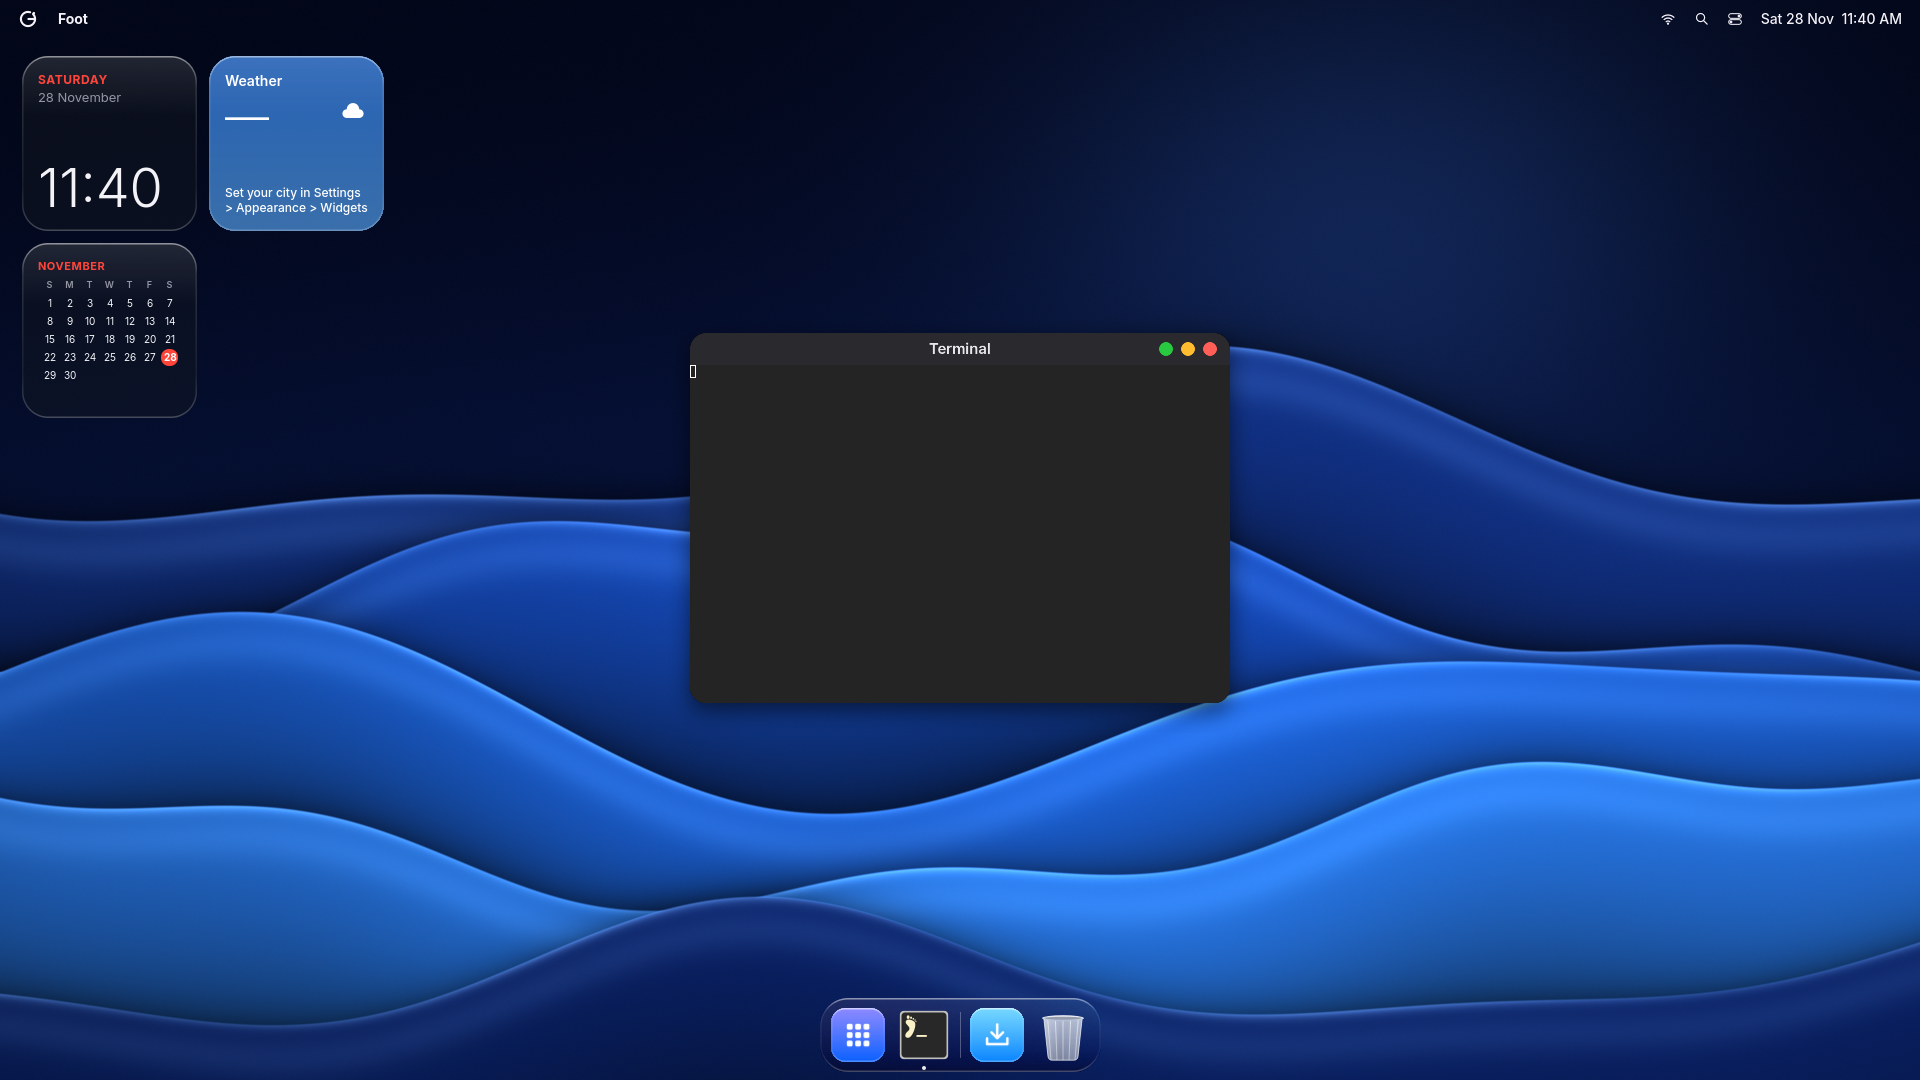 Foot
Sat 28 Nov 11:40 AM
SATURDAY
28 November
11:40
Weather
Set your city in Settings
> Appearance > Widgets
NOVEMBER
S M T W T F S
1 2 3 4 5 6 7
8 9 10 11 12 13 14
15 16 17 18 19 20 21
22 23 24 25 26 27 28
29 30
Terminal